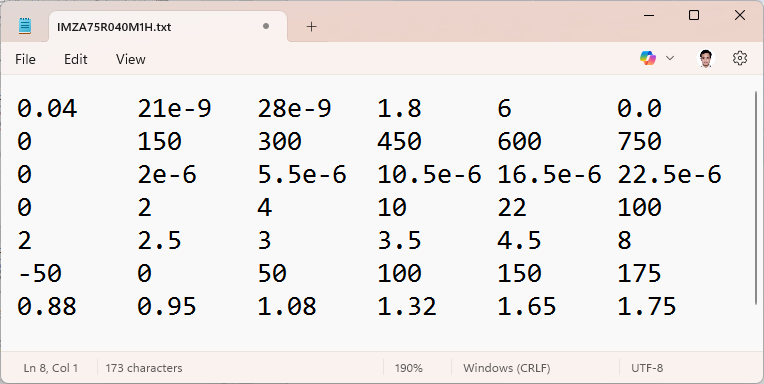 IMZA75R040M1H.txt
File Edit View
0.04 21e-9 28e-9 1.8 6 0.0
0 150 300 450 600 750
0 2e-6 5.5e-6 10.5e-6 16.5e-6 22.5e-6
0 2 4 10 22 100
2 2.5 3 3.5 4.5 8
-50 0 50 100 150 175
0.88 0.95 1.08 1.32 1.65 1.75
Ln 8, Col 1 173 characters 190% Windows (CRLF) UTF-8